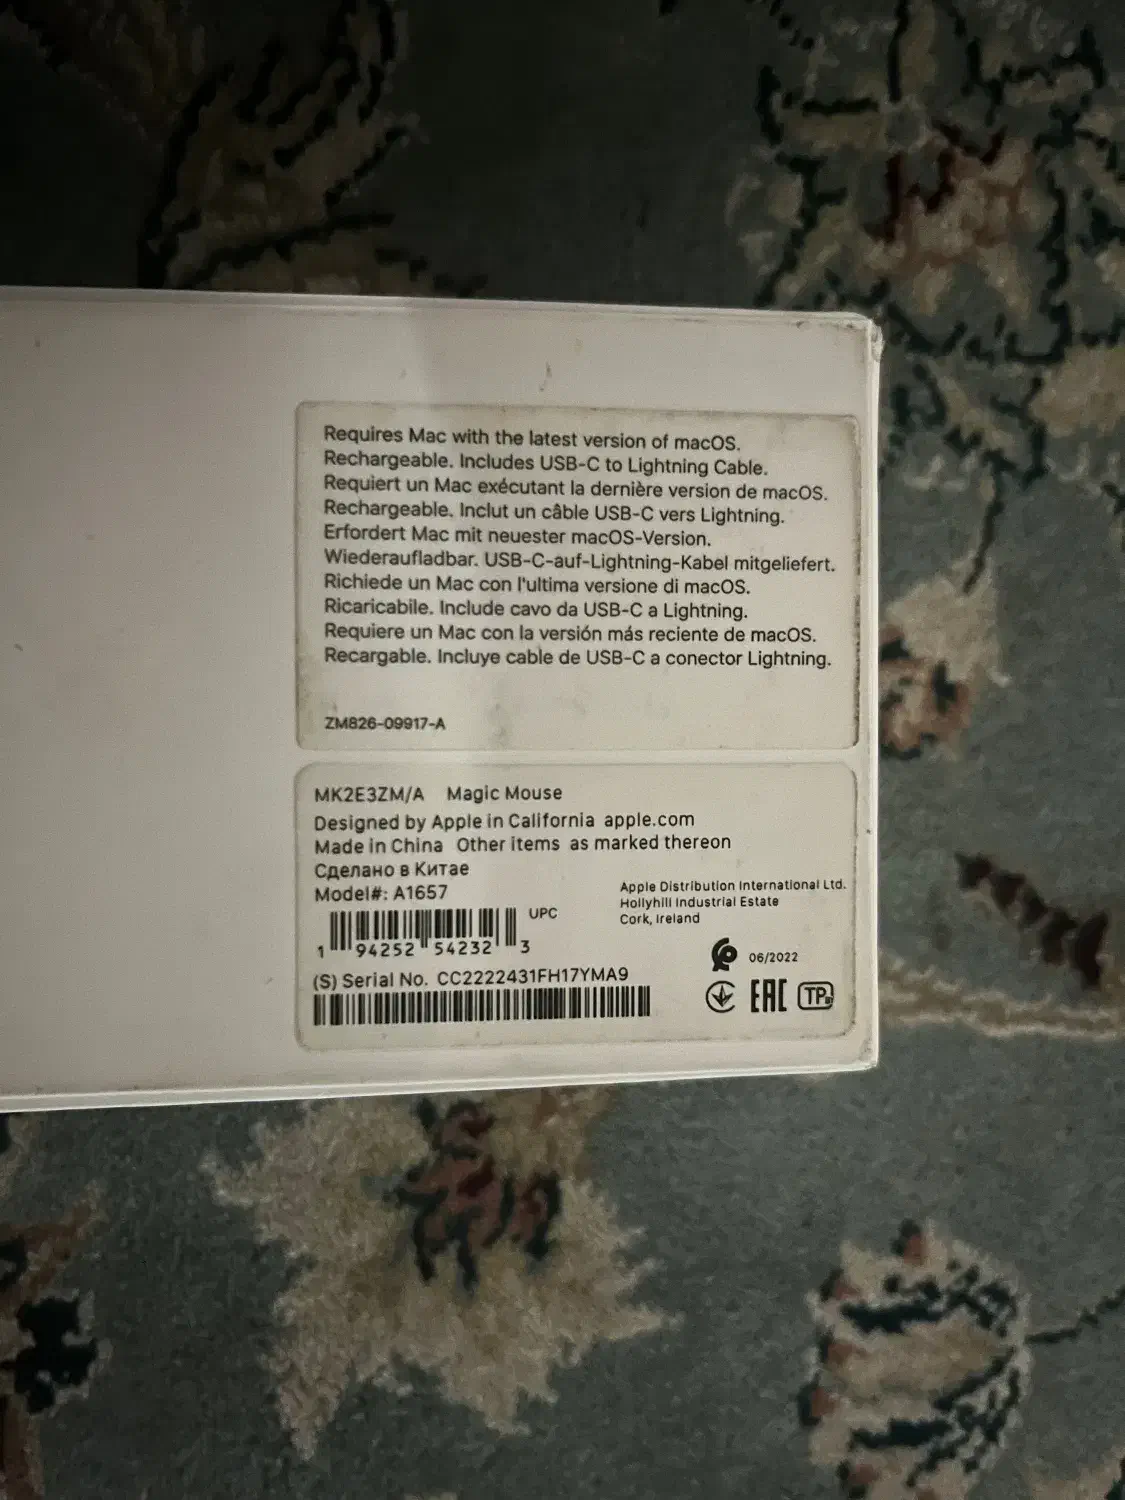 Requires Mac with the latest version of macOS.
Rechargeable. Includes USB-C to Lightning Cable.
Requiert un Mac exécutant la dernière version de macOS.
Rechargeable. Inclut un câble USB-C vers Lightning.
Erfordert Mac mit neuester macOS-Version.
Wiederaufladbar. USB-C-auf-Lightning-Kabel mitgeliefert.
Richiede un Mac con l'ultima versione di macOS.
Ricaricabile. Include cavo da USB-C a Lightning.
Requiere un Mac con la versión más reciente de macOS.
Recargable. Incluye cable de USB-C a conector Lightning.
ZM826-09917-A
MK2E3ZM/A Magic Mouse
Designed by Apple in California apple.com
Made in China Other items as marked thereon
Сделано в Китае
Model#: A1657
Apple Distribution International Ltd.
Hollyhill Industrial Estate
Cork, Ireland
UPC
1 94252 54232 3
06/2022
(S) Serial No. CC2222431FH17YMA9
EAC TP